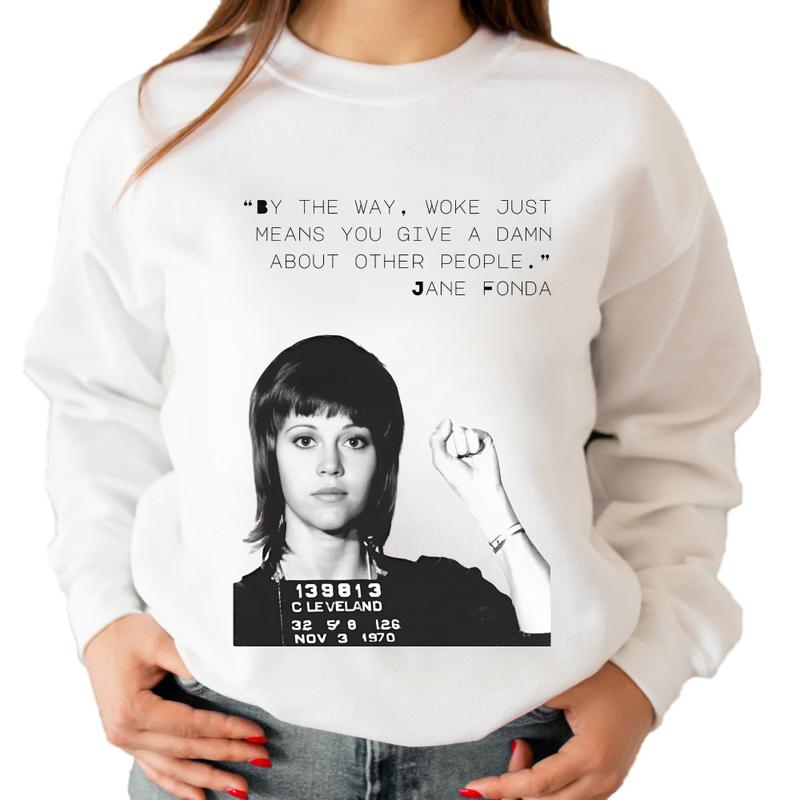 “BY THE WAY, WOKE JUST
MEANS YOU GIVE A DAMN
ABOUT OTHER PEOPLE.”
JANE FONDA
139813
CLEVELAND
32 5'8 126
NOV 3 1970